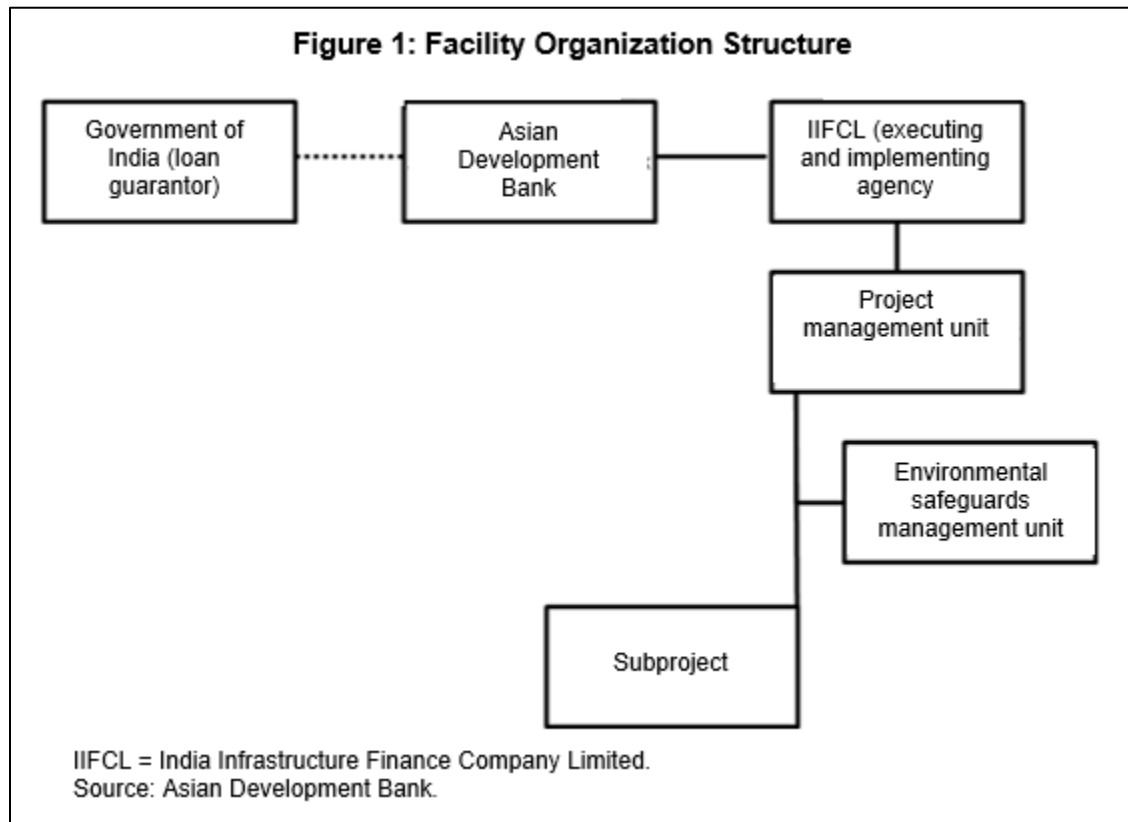 Figure 1: Facility Organization Structure
Government of
India (loan
guarantor)
Asian
Development
Bank
IIFCL (executing
and implementing
agency
Project
management unit
Environmental
safeguards
management unit
Subproject
IIFCL = India Infrastructure Finance Company Limited.
Source: Asian Development Bank.